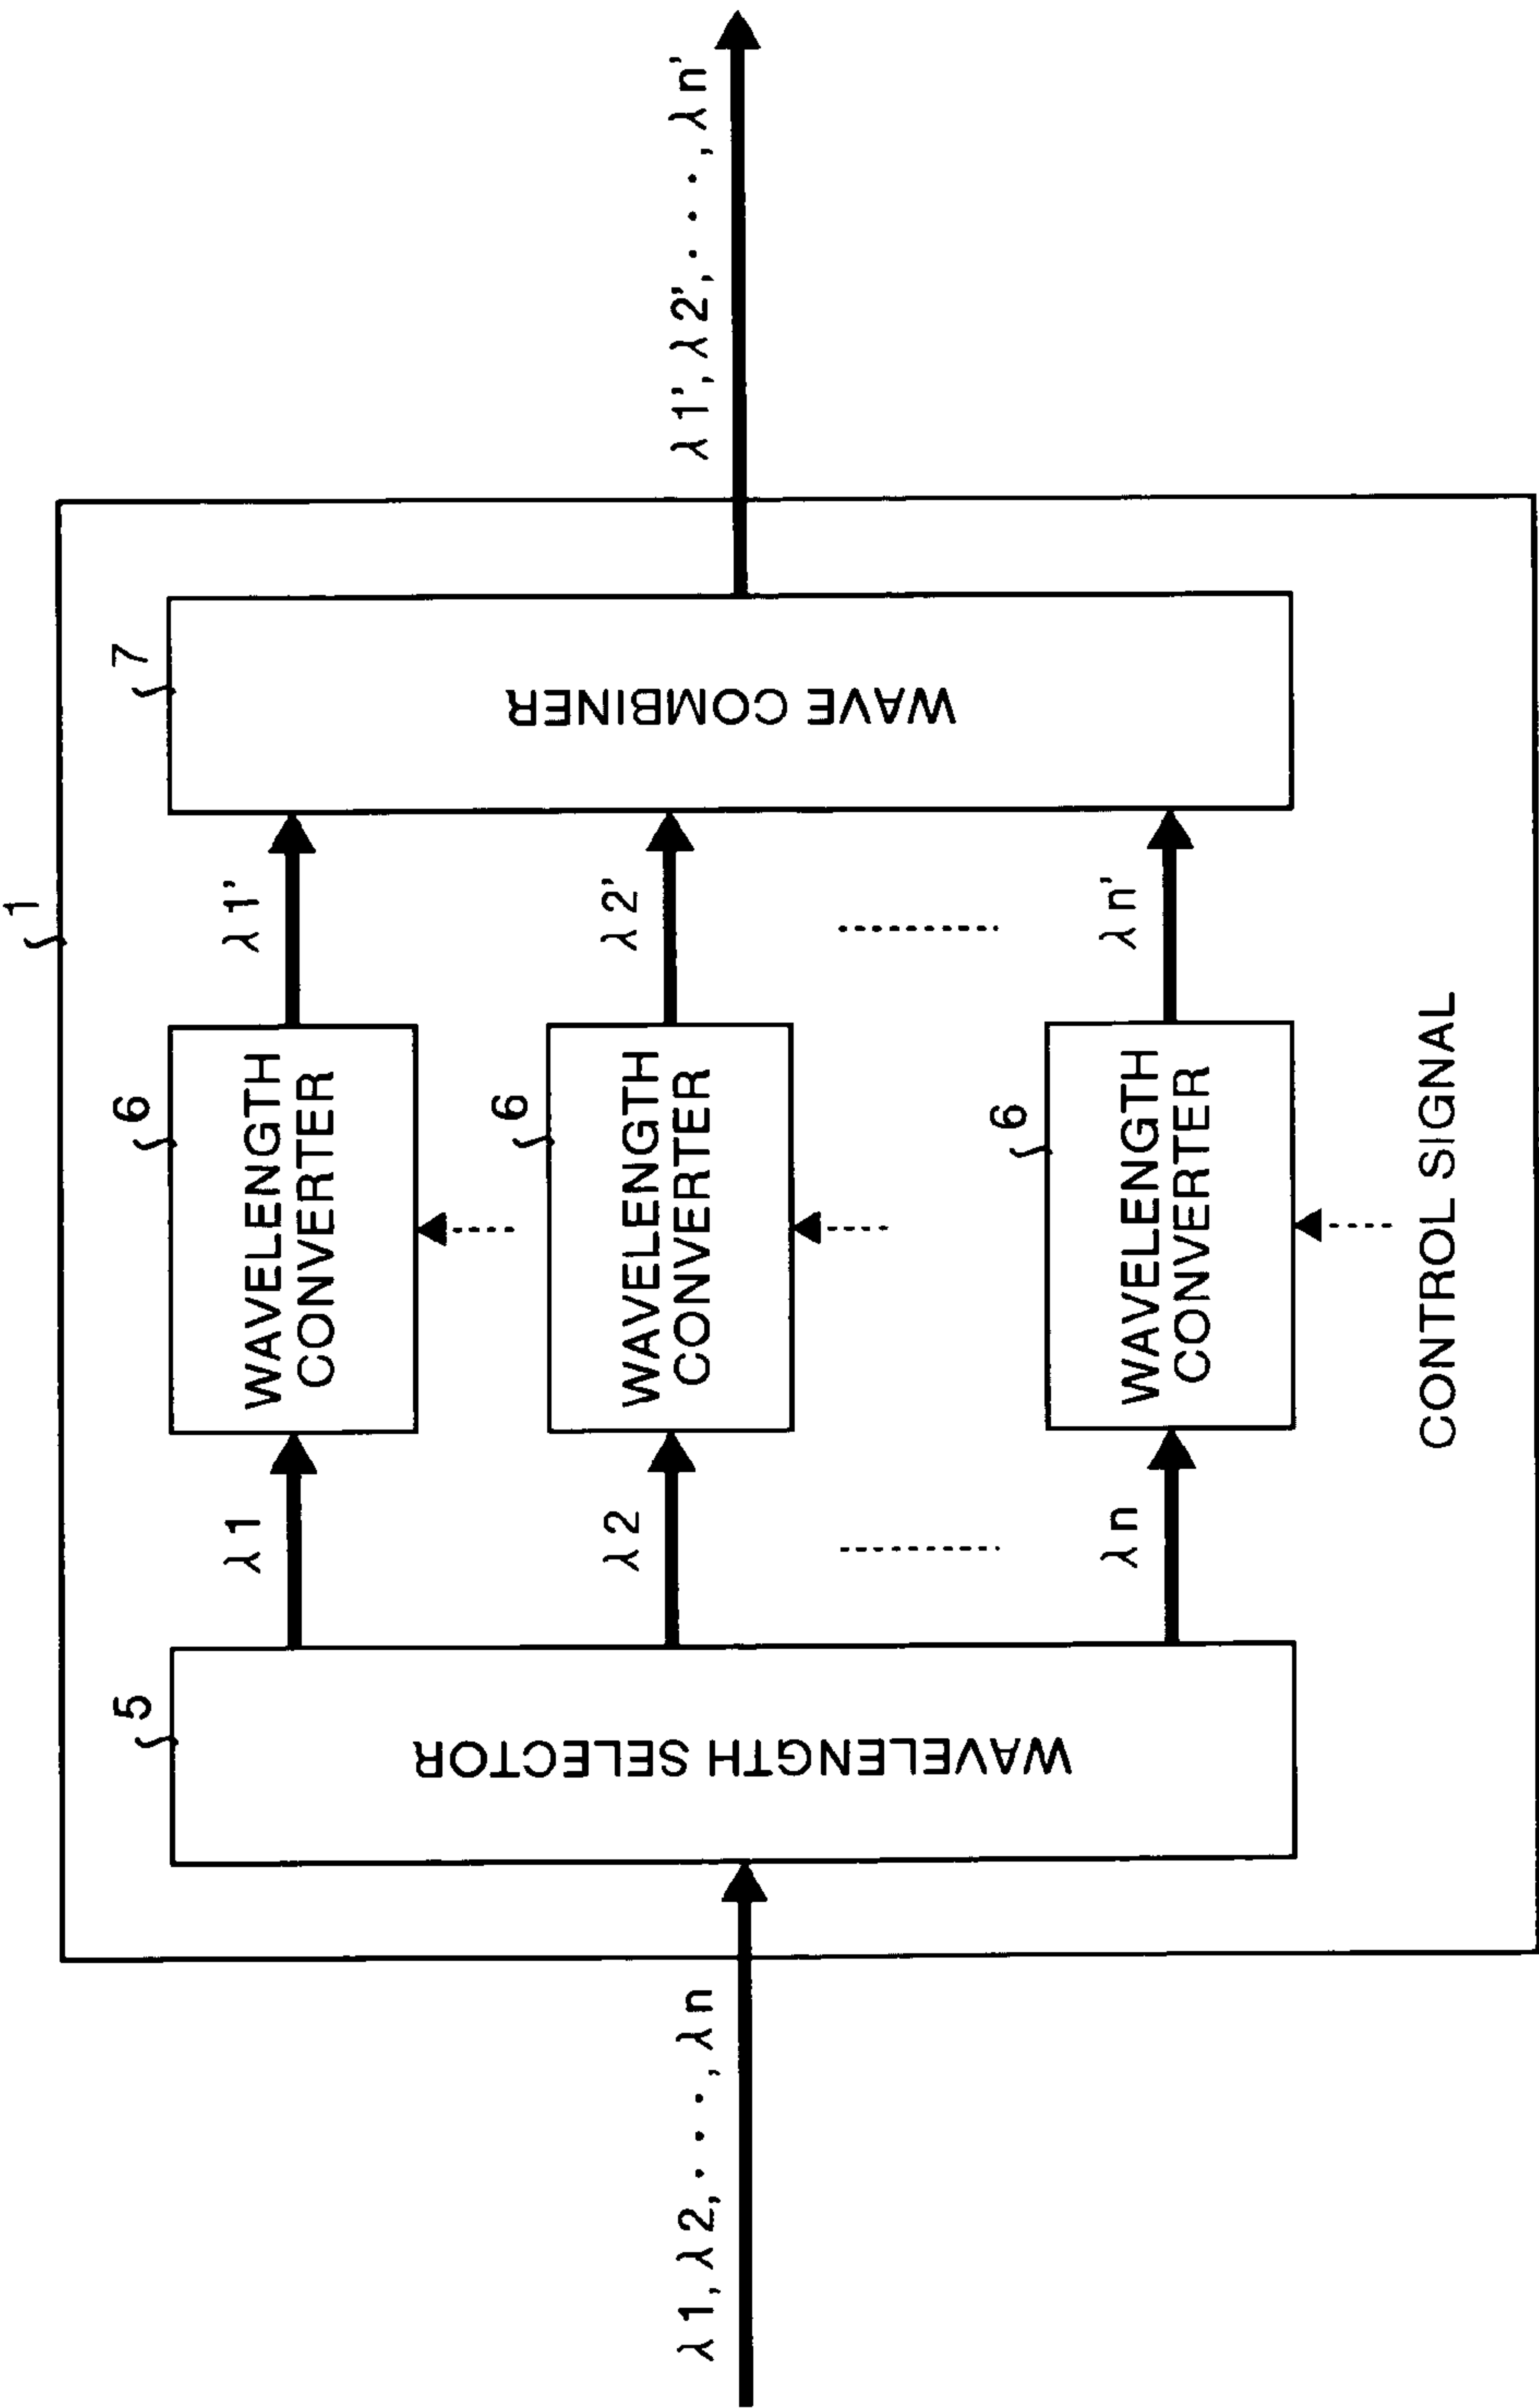 1
λ1, λ2, · · · , λn
5
WAVELENGTH SELECTOR
λ1
λ2
λn
6
WAVELENGTH
CONVERTER
6
WAVELENGTH
CONVERTER
6
WAVELENGTH
CONVERTER
CONTROL SIGNAL
λ1'
λ2'
λn'
7
WAVE COMBINER
λ1', λ2', · · · , λn'